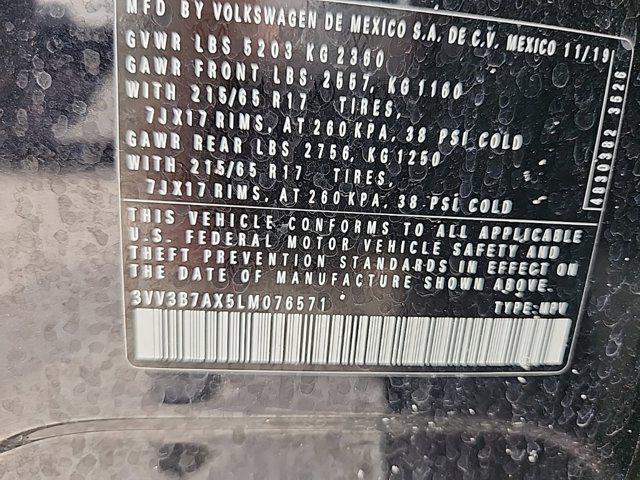 MFD BY VOLKSWAGEN DE MEXICO S.A. DE C.V. MEXICO 11/19
GVWR LBS 5203 KG 2360
GAWR FRONT LBS. 2557, KG 1160
WITH 215/65 R17 TIRES,
7JX17 RIMS, AT 260 KPA, 38 PSI COLD
GAWR REAR LBS 2756, KG 1250
WITH 215/65 R17 TIRES,
7JX17 RIMS, AT 260 KPA, 38 PSI COLD
4830382 3526
THIS VEHICLE CONFORMS TO ALL APPLICABLE
U.S. FEDERAL MOTOR VEHICLE SAFETY AND
THEFT PREVENTION STANDARDS IN EFFECT ON
THE DATE OF MANUFACTURE SHOWN ABOVE.
3VV3B7AX5LM076571 * TYPE:MPV